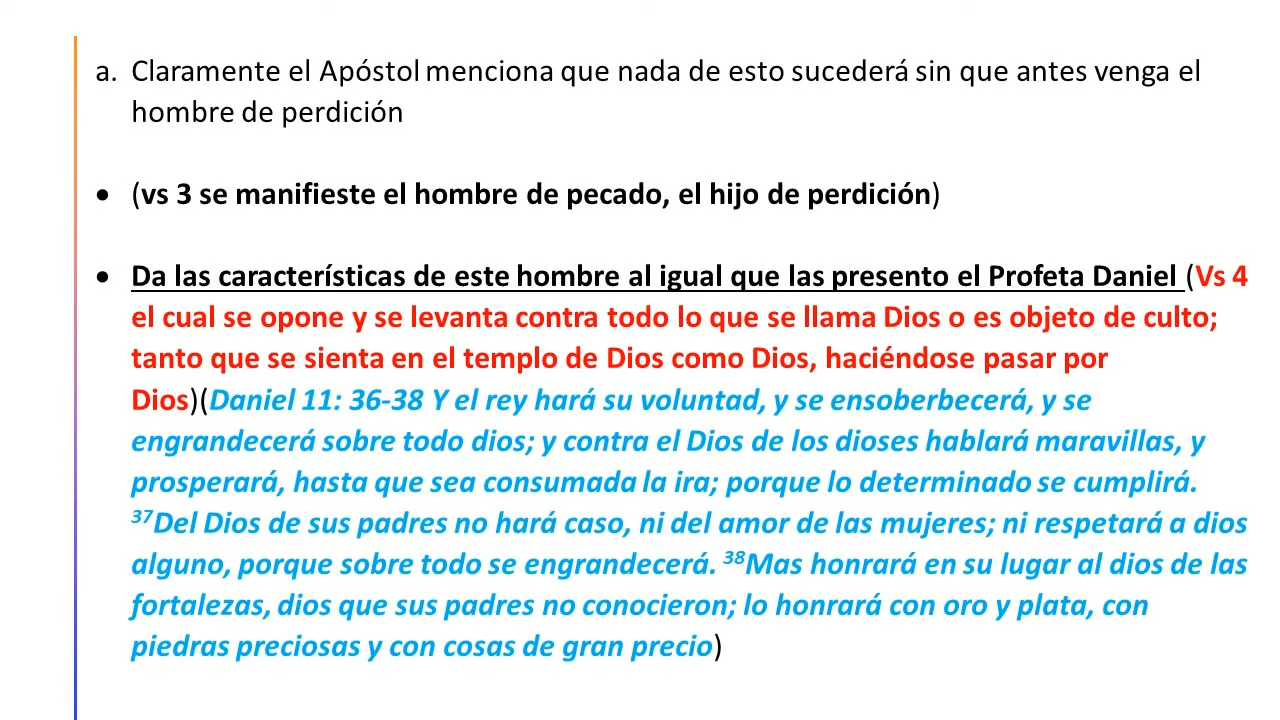 a. Claramente el Apóstol menciona que nada de esto sucederá sin que antes venga el
hombre de perdición
• (vs 3 se manifieste el hombre de pecado, el hijo de perdición)
• Da las características de este hombre al igual que las presento el Profeta Daniel (Vs 4
el cual se opone y se levanta contra todo lo que se llama Dios o es objeto de culto;
tanto que se sienta en el templo de Dios como Dios, haciéndose pasar por
Dios)(Daniel 11: 36-38 Y el rey hará su voluntad, y se ensoberbecerá, y se
engrandecerá sobre todo dios; y contra el Dios de los dioses hablará maravillas, y
prosperará, hasta que sea consumada la ira; porque lo determinado se cumplirá.
³⁷Del Dios de sus padres no hará caso, ni del amor de las mujeres; ni respetará a dios
alguno, porque sobre todo se engrandecerá. ³⁸Mas honrará en su lugar al dios de las
fortalezas, dios que sus padres no conocieron; lo honrará con oro y plata, con
piedras preciosas y con cosas de gran precio)